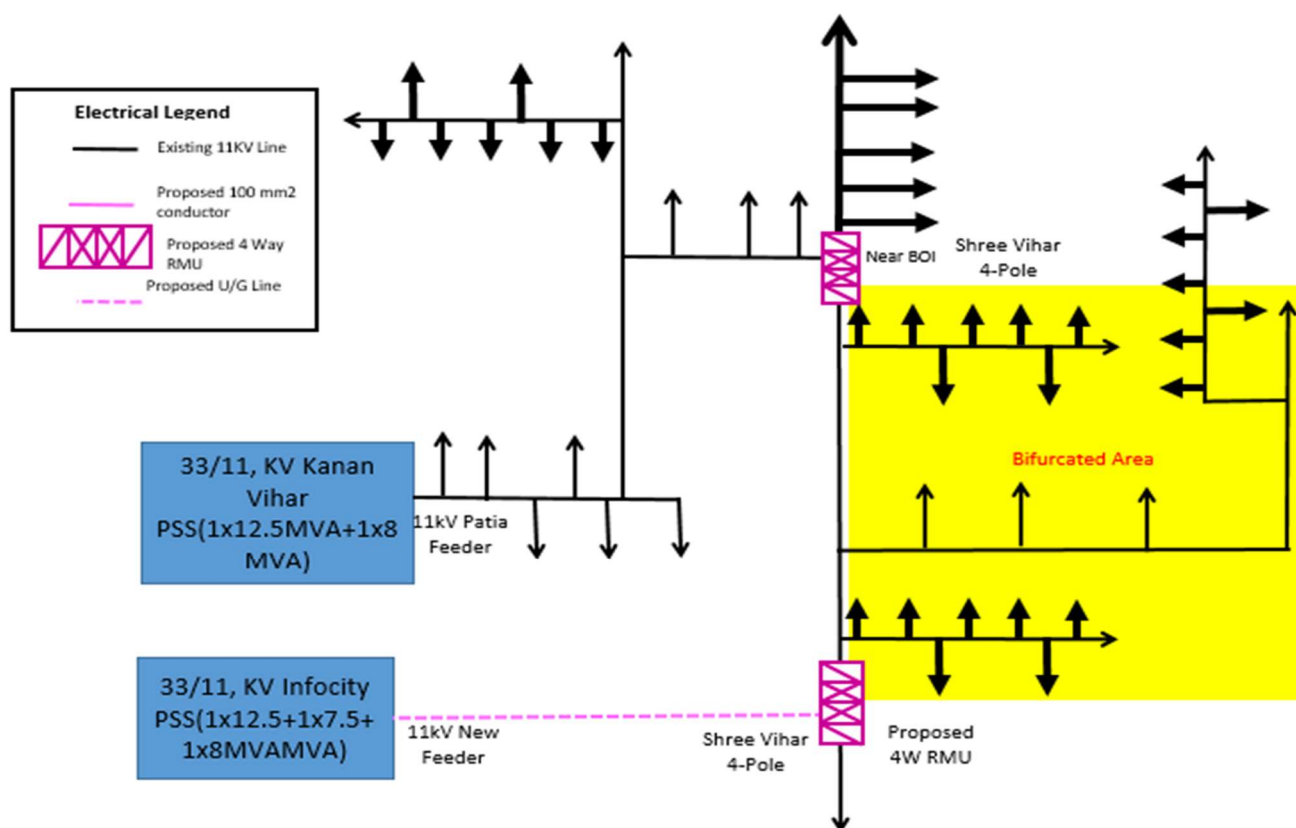 Electrical Legend
Existing 11KV Line
Proposed 100 mm2
conductor
Proposed 4 Way
RMU
Proposed U/G Line
Near BOI
Shree Vihar
4-Pole
Bifurcated Area
33/11, KV Kanan
Vihar
PSS(1x12.5MVA+1x8
MVA)
11kV Patia
Feeder
33/11, KV Infocity
PSS(1x12.5+1x7.5+
1x8MVAMVA)
11kV New
Feeder
Shree Vihar
4-Pole
Proposed
4W RMU